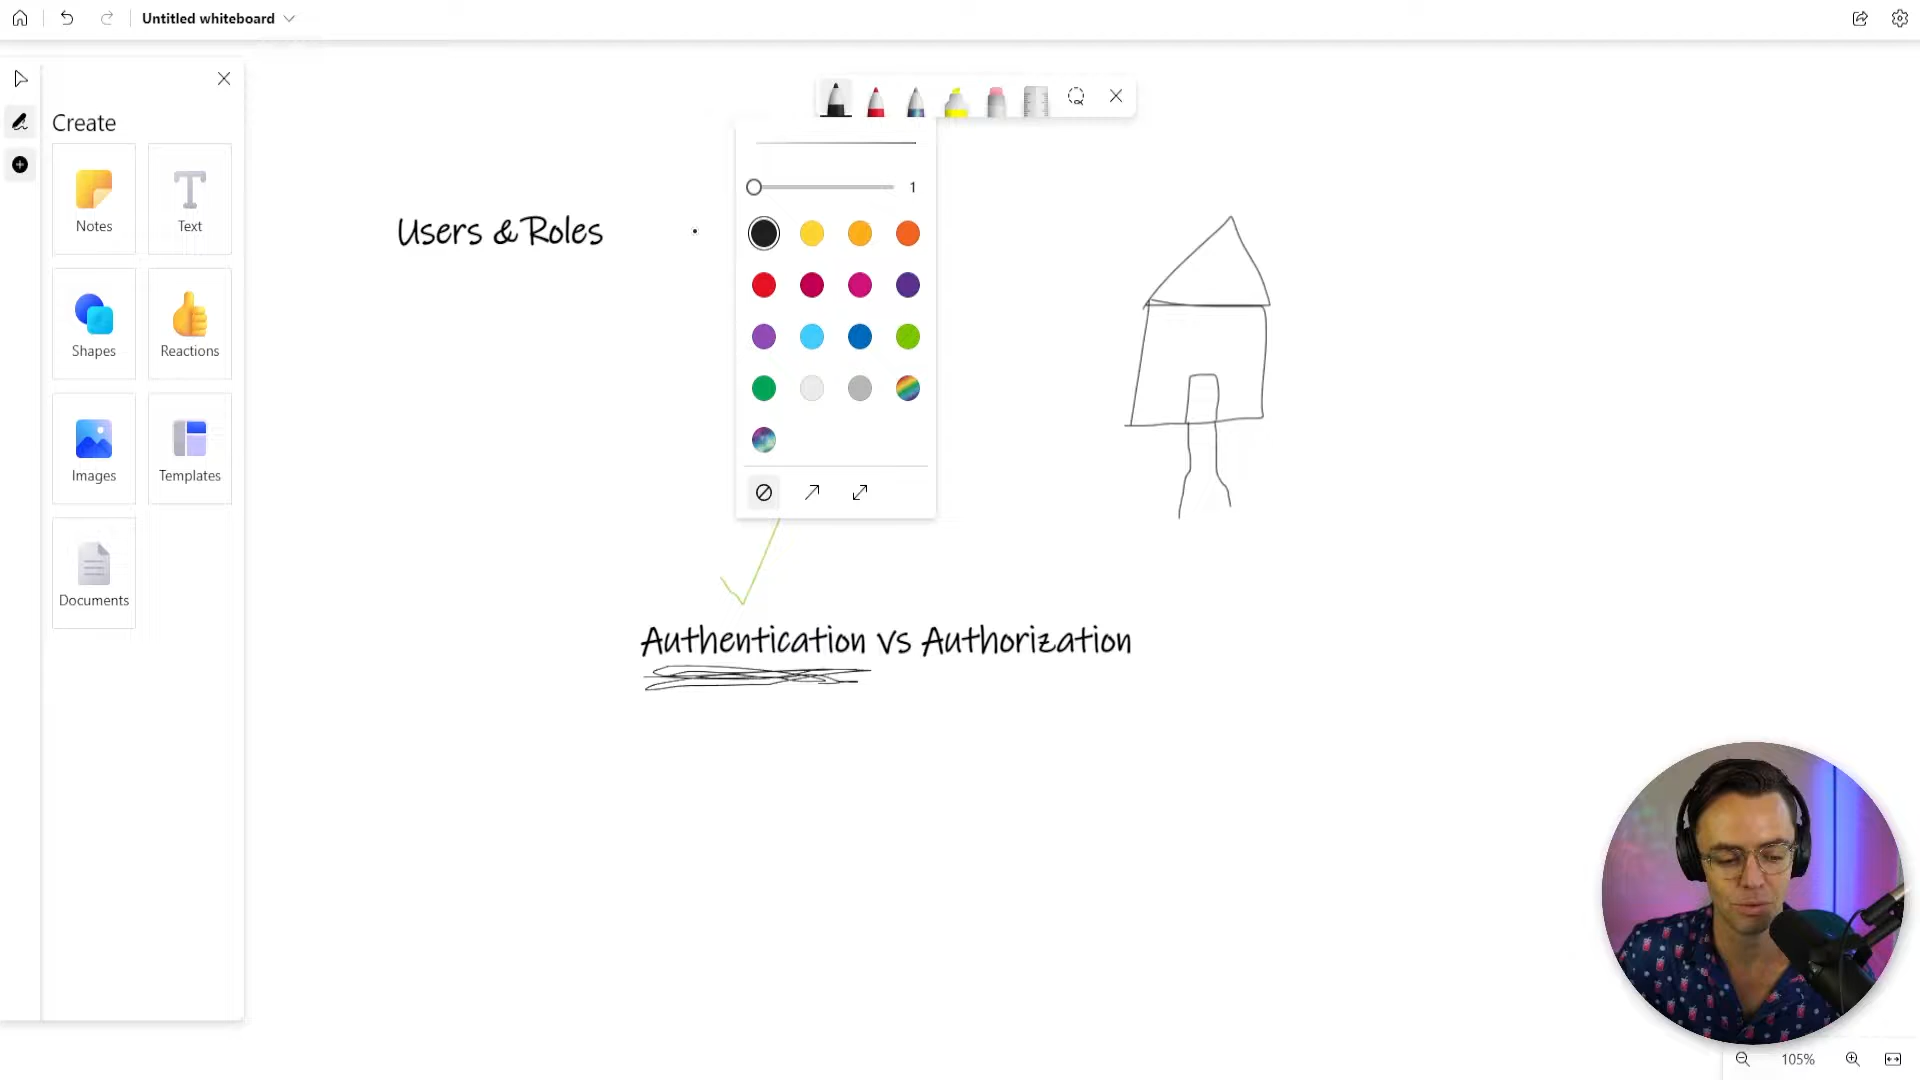 Untitled whiteboard
Create
Notes
Text
Shapes
Reactions
Images
Templates
Documents
1
Users & Roles
Authentication vs Authorization
105%